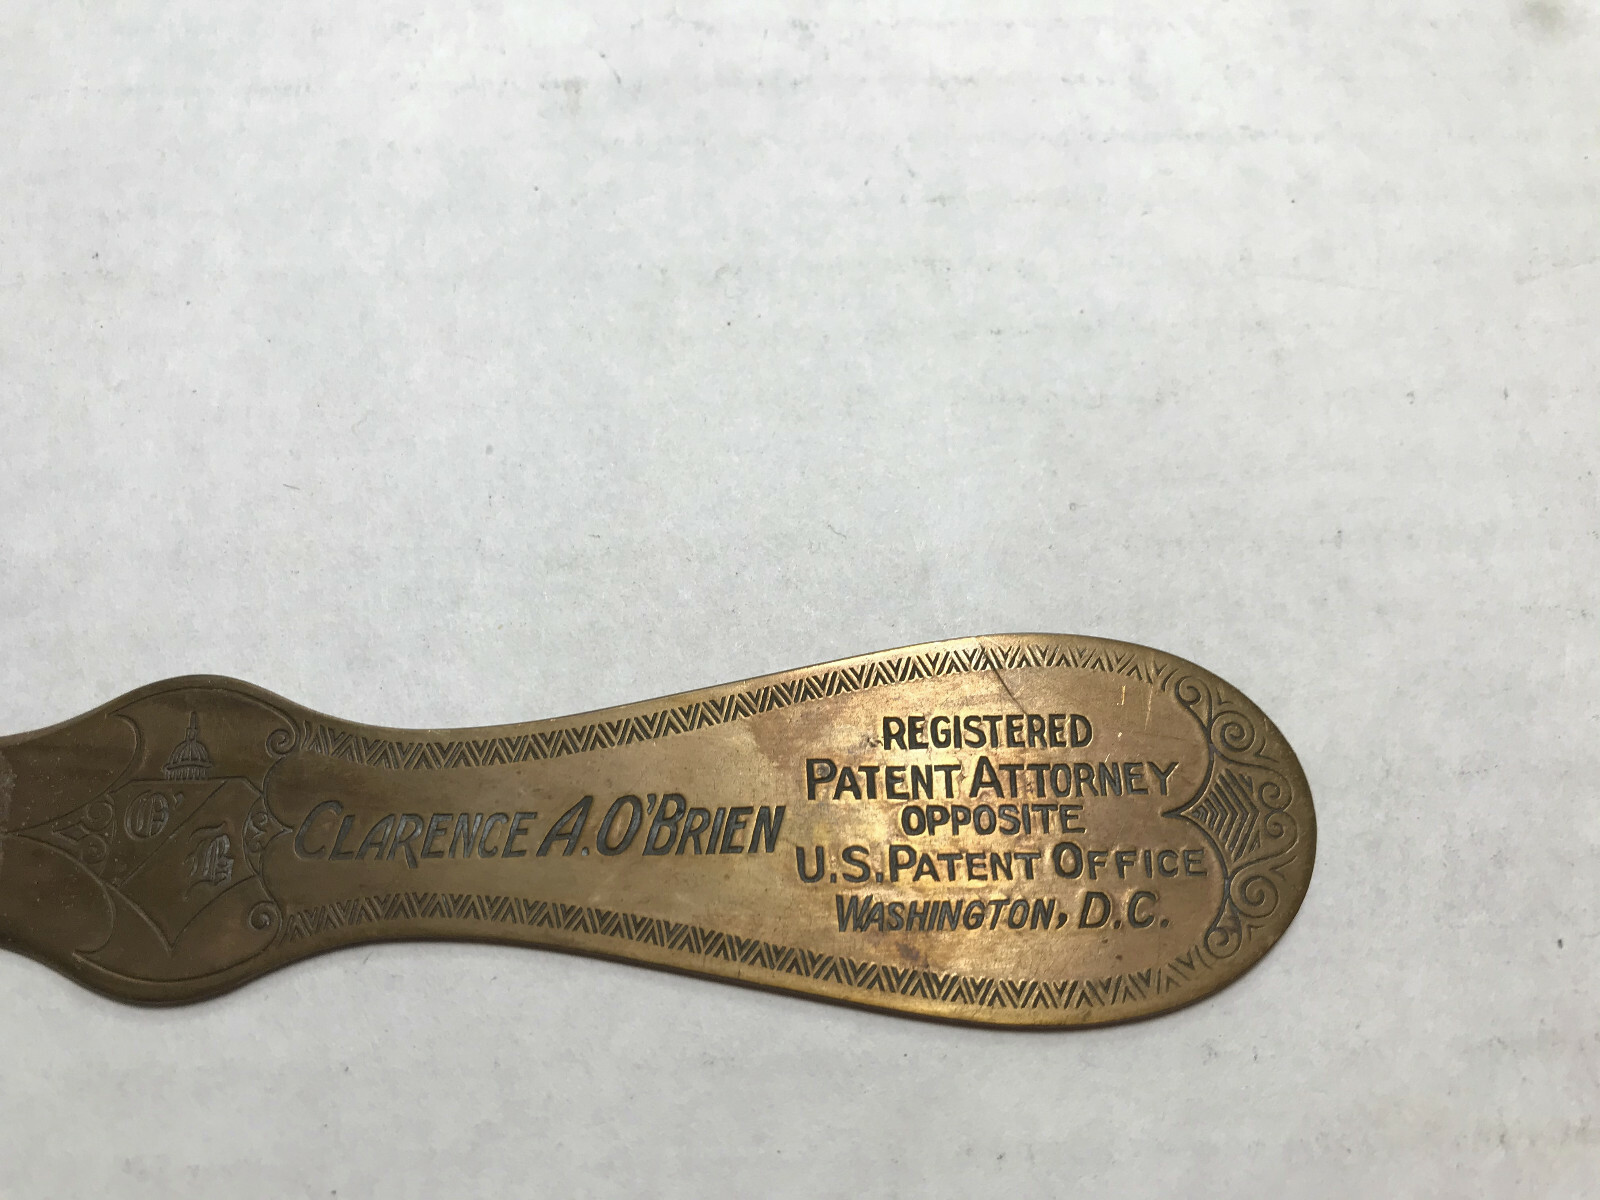 O'
B
CLARENCE A. O'BRIEN
REGISTERED
PATENT ATTORNEY
OPPOSITE
U.S. PATENT OFFICE
WASHINGTON, D.C.